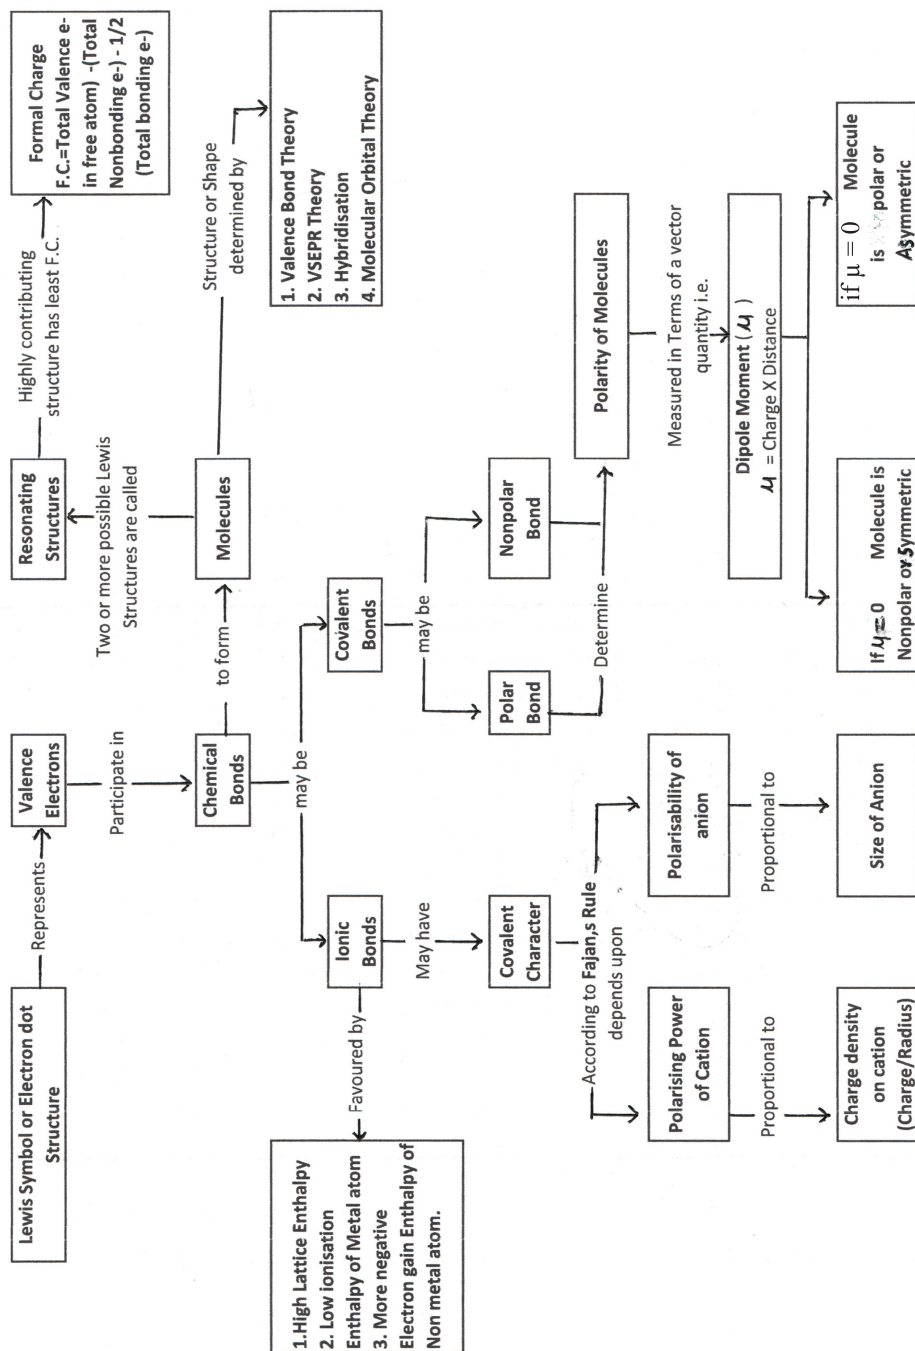 Lewis Symbol or Electron dot
Structure
Represents
Valence
Electrons
Participate in
Chemical
Bonds
to form
Molecules
Two or more possible Lewis
Structures are called
Resonating
Structures
Highly contributing
structure has least F.C.
Formal Charge
F.C.=Total Valence e-
in free atom) -(Total
Nonbonding e-) - 1/2
(Total bonding e-)
Structure or Shape
determined by
1. Valence Bond Theory
2. VSEPR Theory
3. Hybridisation
4. Molecular Orbital Theory
may be
Ionic
Bonds
Favoured by
1.High Lattice Enthalpy
2. Low ionisation
Enthalpy of Metal atom
3. More negative
Electron gain Enthalpy of
Non metal atom.
May have
Covalent
Character
According to Fajan,s Rule
depends upon
Polarising Power
of Cation
Proportional to
Charge density
on cation
(Charge/Radius)
Polarisability of
anion
Proportional to
Size of Anion
Covalent
Bonds
may be
Polar
Bond
Nonpolar
Bond
Determine
Polarity of Molecules
Measured in Terms of a vector
quantity i.e.
Dipole Moment (μ)
μ = Charge X Distance
If μ=0 Molecule is
Nonpolar or Symmetric
if μ = 0 Molecule
is polar or
Asymmetric